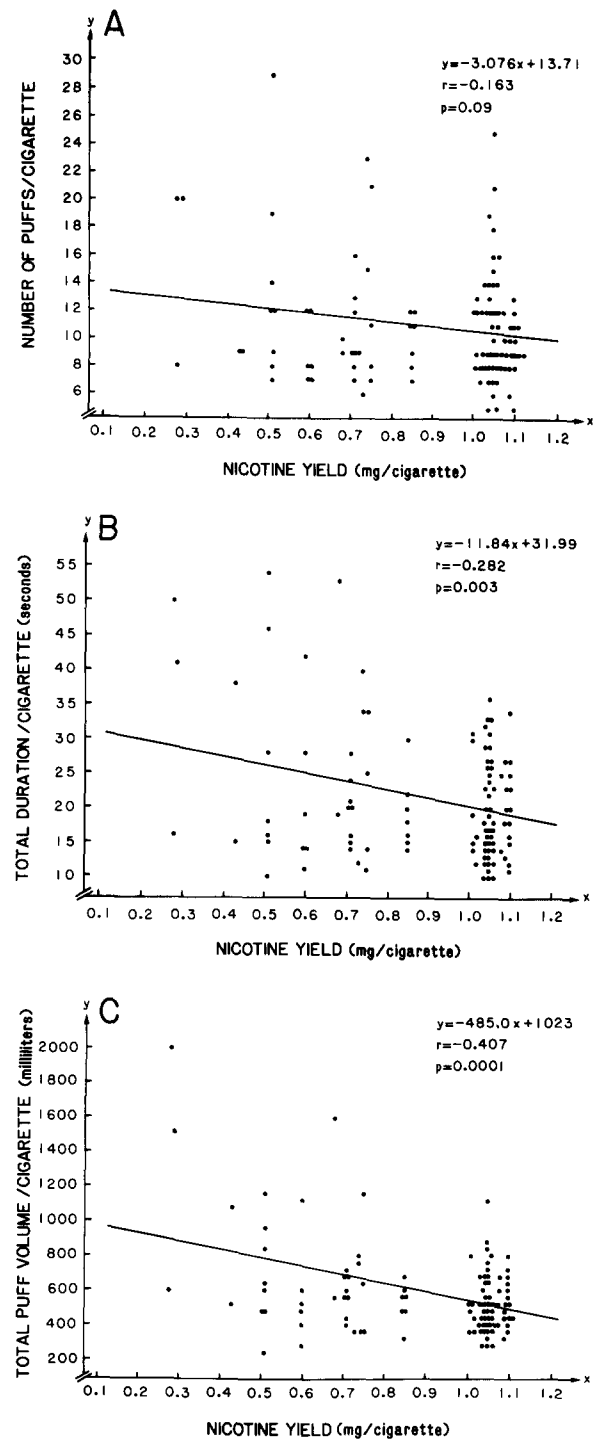 y
A
y=-3.076x+13.71
r=-0.163
p=0.09
NUMBER OF PUFFS/CIGARETTE
30
28
26
24
22
20
18
16
14
12
10
8
6
x
0.1 0.2 0.3 0.4 0.5 0.6 0.7 0.8 0.9 1.0 1.1 1.2
NICOTINE YIELD (mg/cigarette)
y
B
y=-11.84x+31.99
r=-0.282
p=0.003
TOTAL DURATION/CIGARETTE (seconds)
55
50
45
40
35
30
25
20
15
10
x
0.1 0.2 0.3 0.4 0.5 0.6 0.7 0.8 0.9 1.0 1.1 1.2
NICOTINE YIELD (mg/cigarette)
y
C
y=-485.0x+1023
r=-0.407
p=0.0001
TOTAL PUFF VOLUME/CIGARETTE (milliliters)
2000
1800
1600
1400
1200
1000
800
600
400
200
x
0.1 0.2 0.3 0.4 0.5 0.6 0.7 0.8 0.9 1.0 1.1 1.2
NICOTINE YIELD (mg/cigarette)